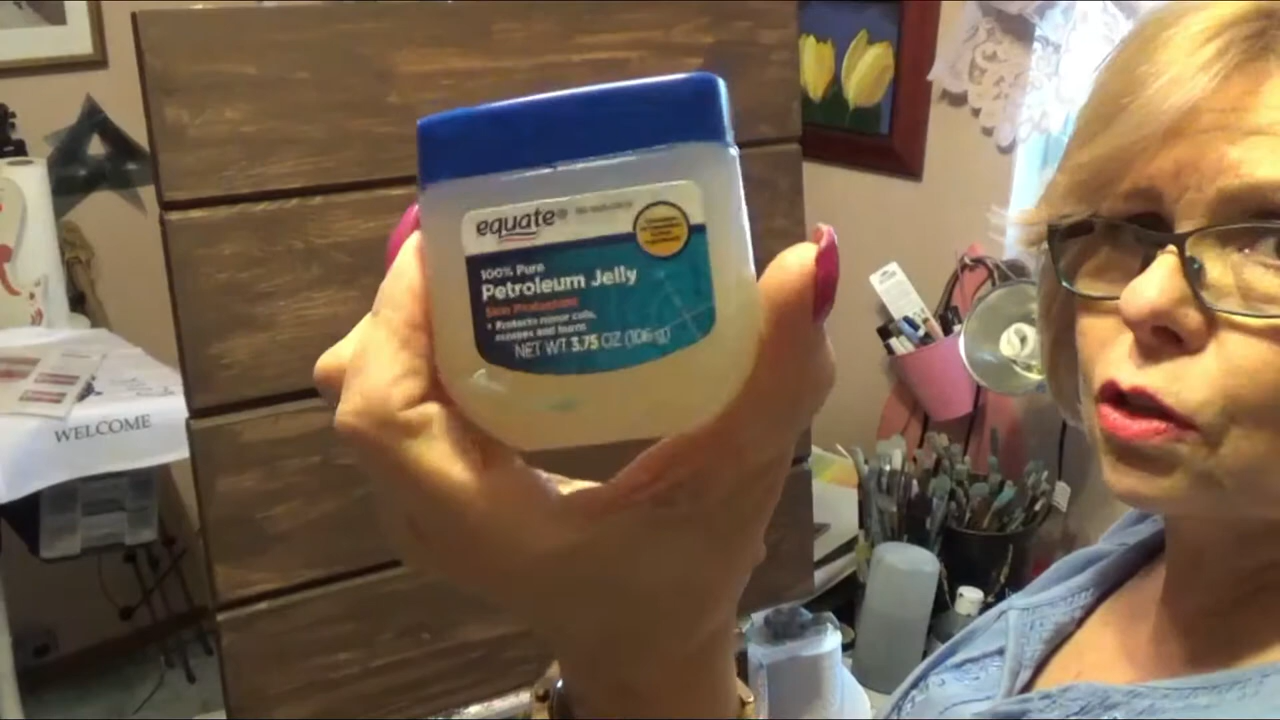 equate
100% Pure
Petroleum Jelly
Skin Protectant
• Protects minor cuts,
scrapes and burns
NET WT 3.75 OZ (106 g)
WELCOME